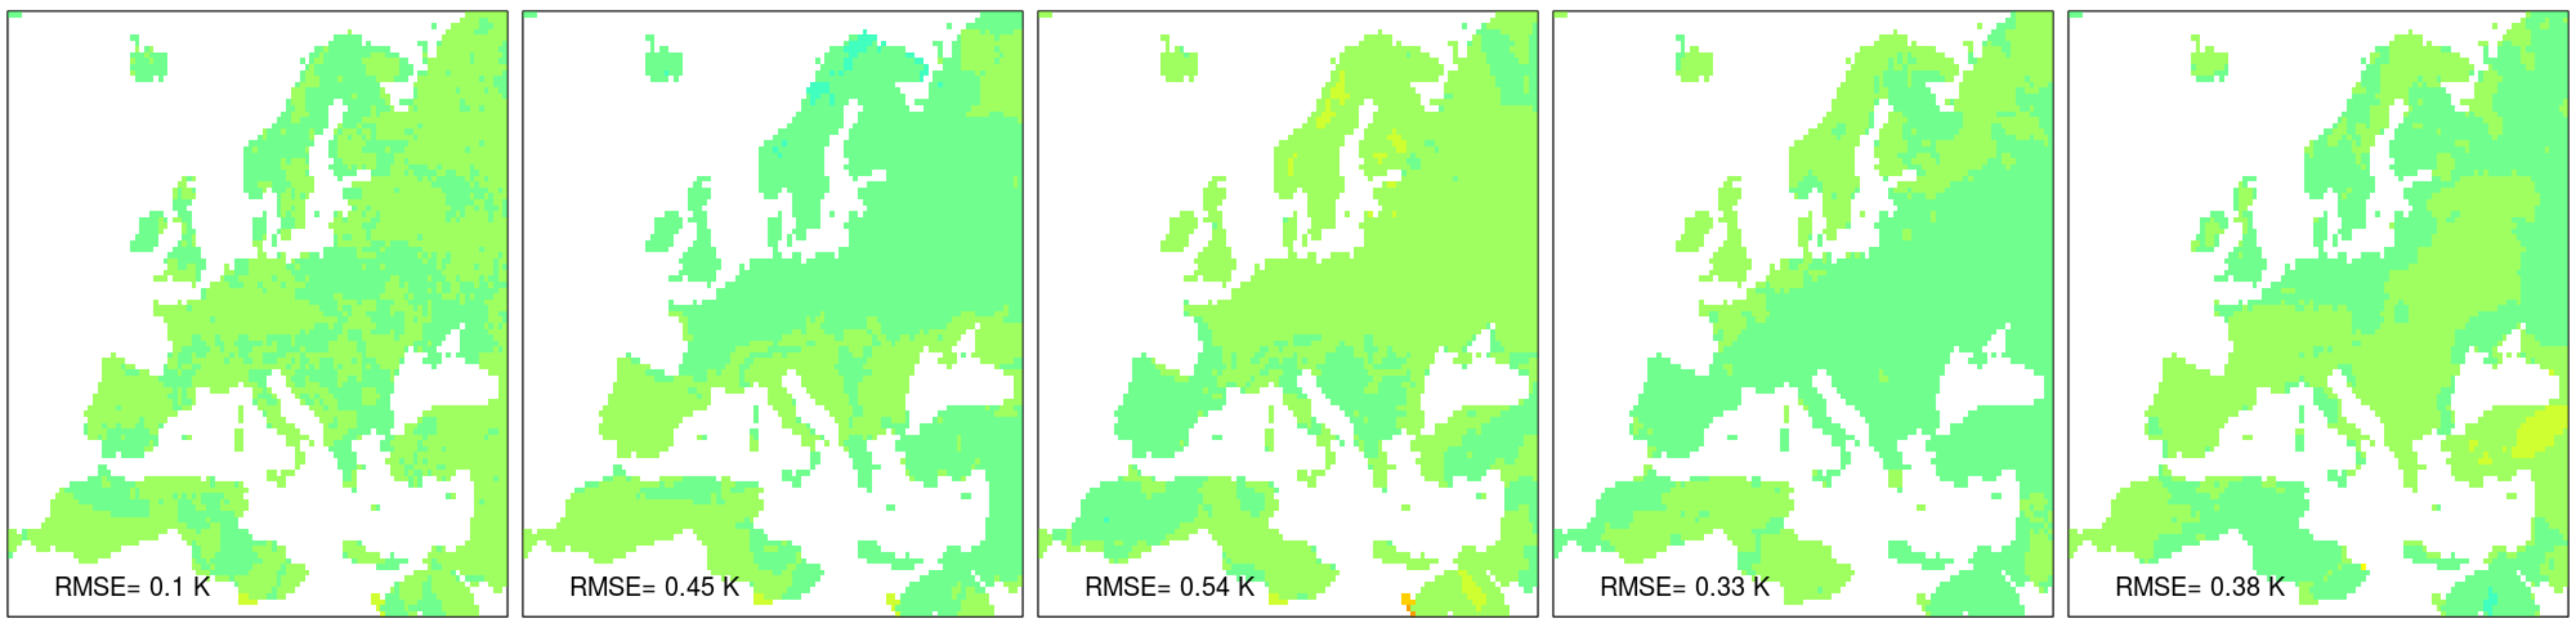 RMSE= 0.1 K
RMSE= 0.45 K
RMSE= 0.54 K
RMSE= 0.33 K
RMSE= 0.38 K